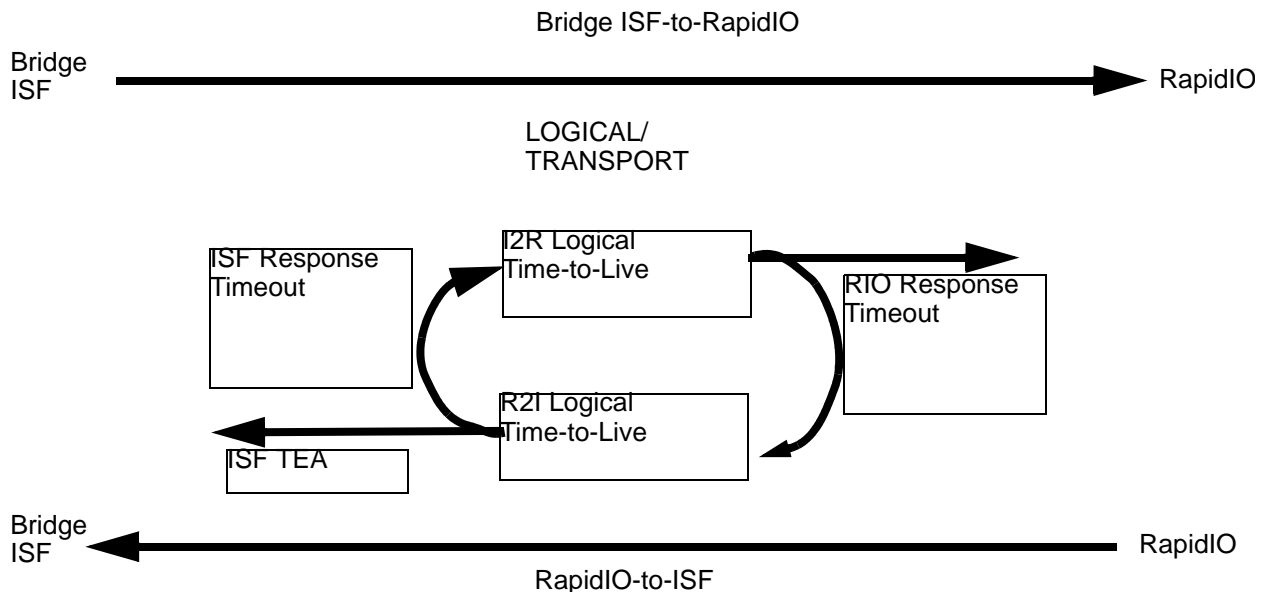 Bridge ISF-to-RapidIO
Bridge
ISF
RapidIO
LOGICAL/
TRANSPORT
ISF Response
Timeout
I2R Logical
Time-to-Live
RIO Response
Timeout
R2I Logical
Time-to-Live
ISF TEA
Bridge
ISF
RapidIO
RapidIO-to-ISF